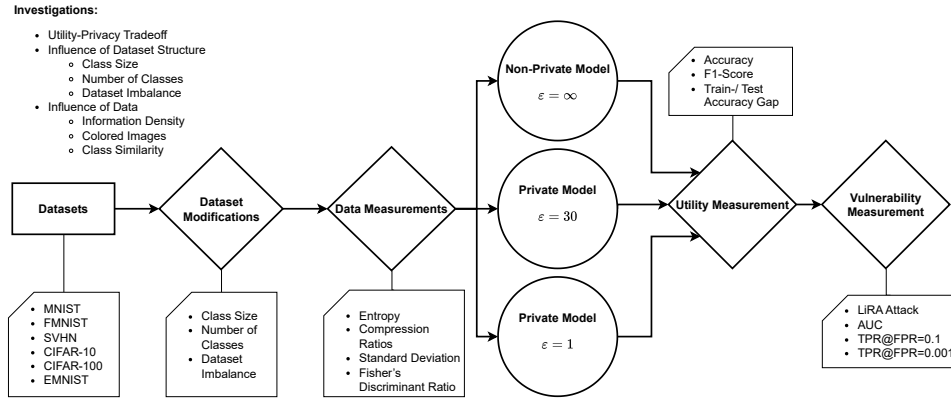 Investigations:
• Utility-Privacy Tradeoff
• Influence of Dataset Structure
○ Class Size
○ Number of Classes
○ Dataset Imbalance
• Influence of Data
○ Information Density
○ Colored Images
○ Class Similarity
Datasets
• MNIST
• FMNIST
• SVHN
• CIFAR-10
• CIFAR-100
• EMNIST
Dataset
Modifications
• Class Size
• Number of
Classes
• Dataset
Imbalance
Data Measurements
• Entropy
• Compression
Ratios
• Standard Deviation
• Fisher's
Discriminant Ratio
Non-Private Model
ε = ∞
Private Model
ε = 30
Private Model
ε = 1
• Accuracy
• F1-Score
• Train-/ Test
Accuracy Gap
Utility Measurement
Vulnerability
Measurement
• LiRA Attack
• AUC
• TPR@FPR=0.1
• TPR@FPR=0.001